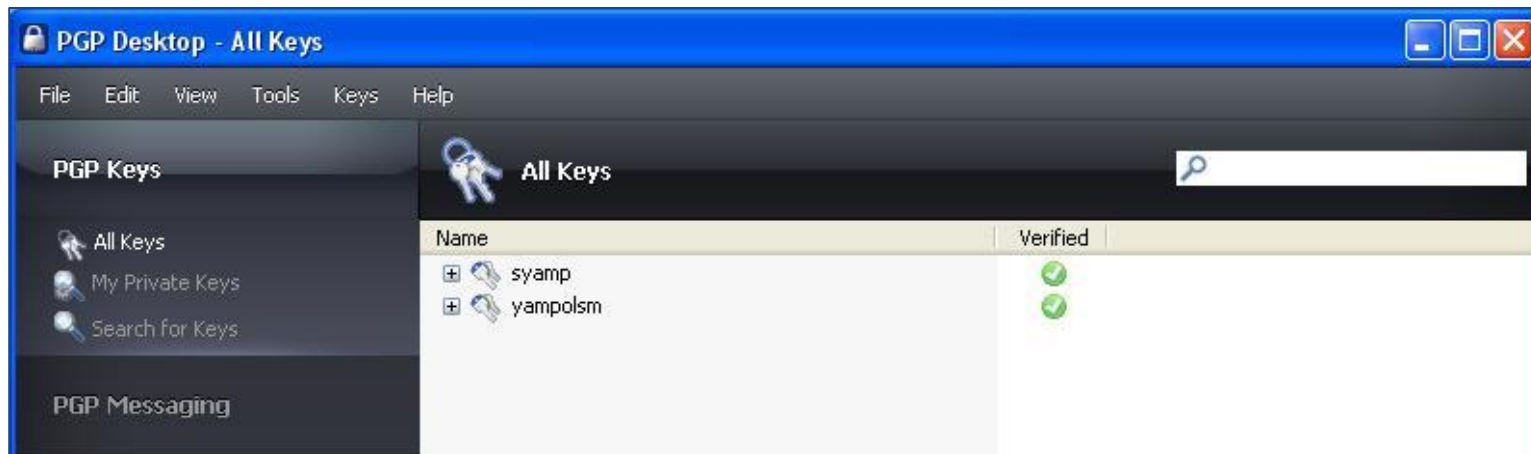 PGP Desktop - All Keys
File Edit View Tools Keys Help
PGP Keys
All Keys
My Private Keys
Search for Keys
PGP Messaging
All Keys
Name Verified
syamp
yampolsm